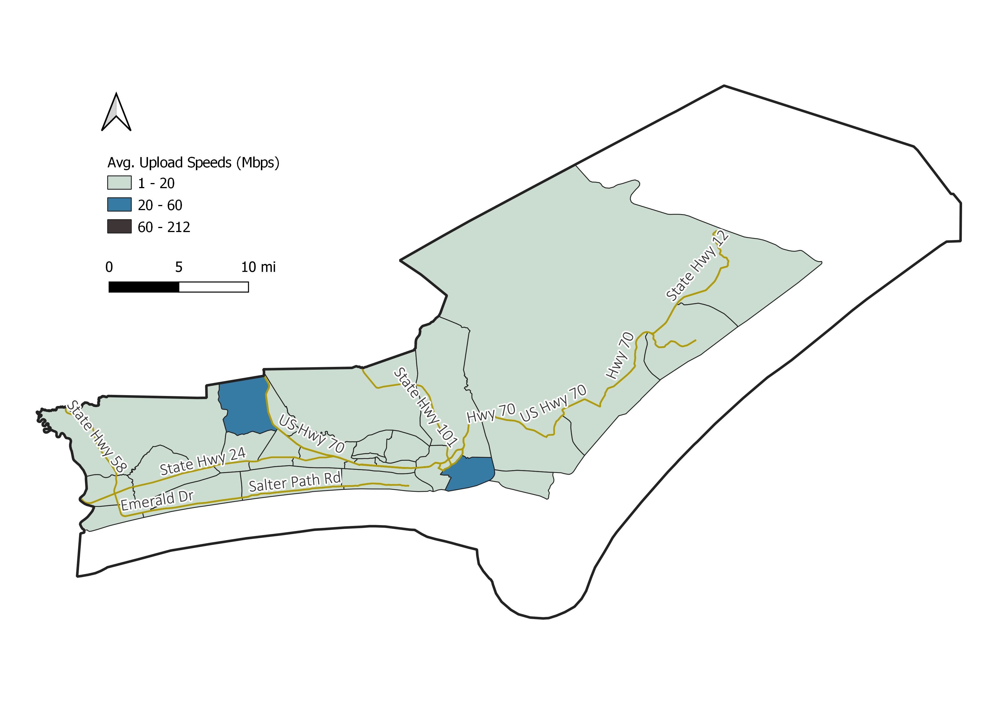 Avg. Upload Speeds (Mbps)
1 - 20
20 - 60
60 - 212
0 5 10 mi
State Hwy 12
Hwy 70
US Hwy 70
Hwy 70
State Hwy 101
US Hwy 70
State Hwy 58
State Hwy 24
Salter Path Rd
Emerald Dr